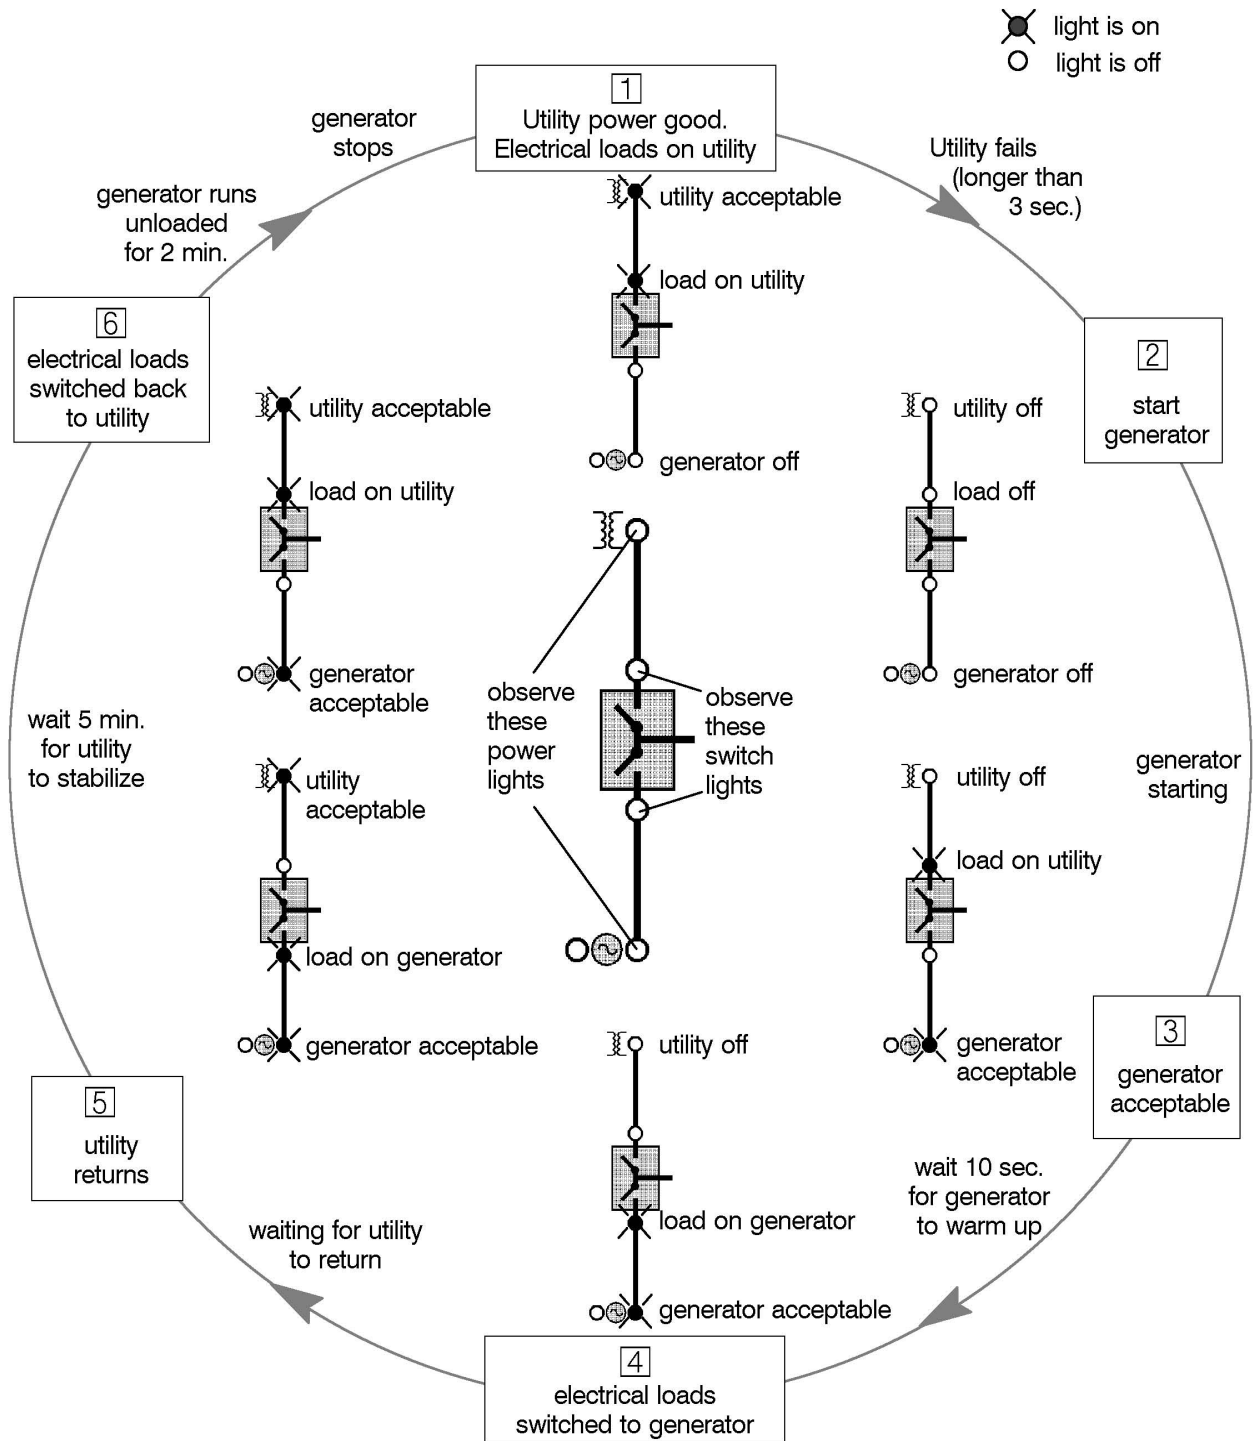 light is on
light is off
1
Utility power good.
Electrical loads on utility
generator
stops
Utility fails
(longer than
3 sec.)
generator runs
unloaded
for 2 min.
utility acceptable
load on utility
generator off
6
electrical loads
switched back
to utility
2
start
generator
utility acceptable
load on utility
generator
acceptable
utility off
load off
generator off
observe
these
power
lights
observe
these
switch
lights
wait 5 min.
for utility
to stabilize
generator
starting
utility
acceptable
load on generator
generator acceptable
utility off
load on utility
generator
acceptable
3
generator
acceptable
5
utility
returns
utility off
load on generator
generator acceptable
wait 10 sec.
for generator
to warm up
waiting for utility
to return
4
electrical loads
switched to generator